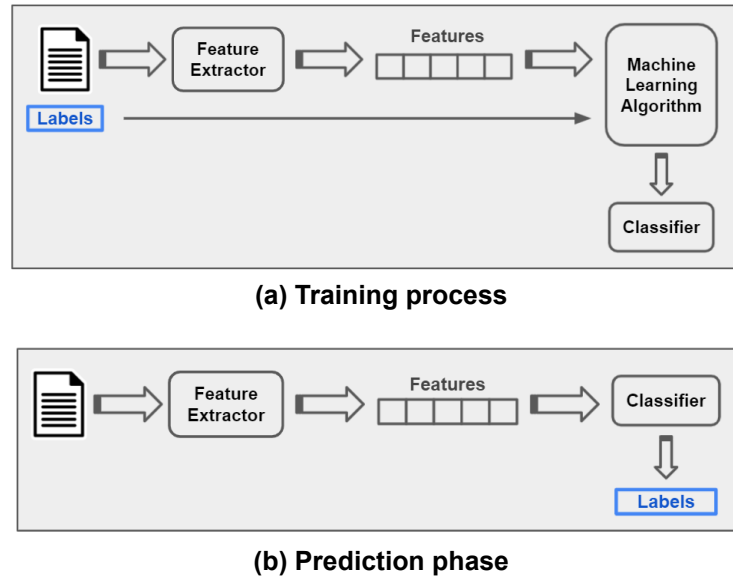 Feature
Extractor
Features
Machine
Learning
Algorithm
Labels
Classifier
(a) Training process
Feature
Extractor
Features
Classifier
Labels
(b) Prediction phase